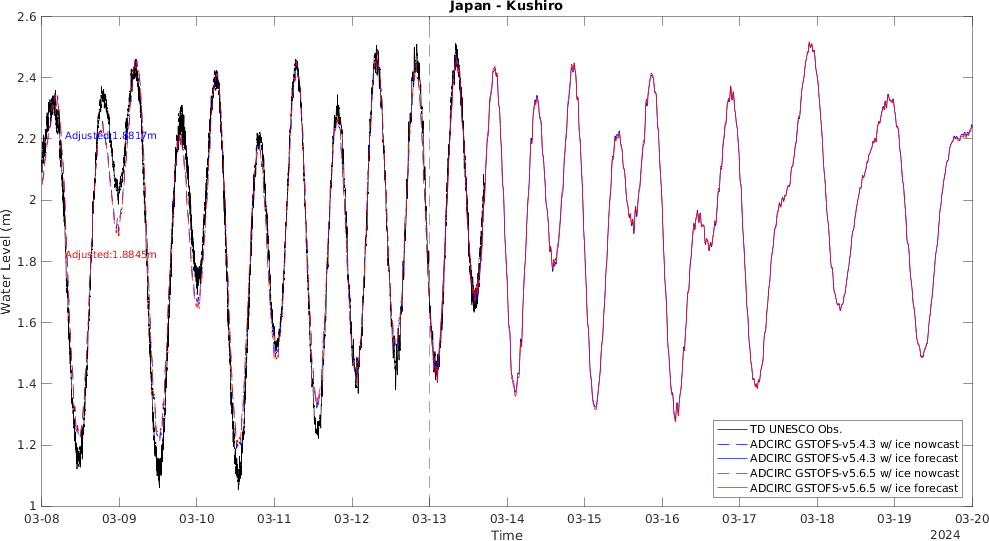 Japan - Kushiro
2.6
2.4
2.2
2
1.8
1.6
1.4
1.2
1
Water Level (m)
Adjusted:1.8817m
Adjusted:1.8845m
TD UNESCO Obs.
ADCIRC GSTOFS-v5.4.3 w/ ice nowcast
ADCIRC GSTOFS-v5.4.3 w/ ice forecast
ADCIRC GSTOFS-v5.6.5 w/ ice nowcast
ADCIRC GSTOFS-v5.6.5 w/ ice forecast
03-08 03-09 03-10 03-11 03-12 03-13 03-14 03-15 03-16 03-17 03-18 03-19 03-20
Time
2024